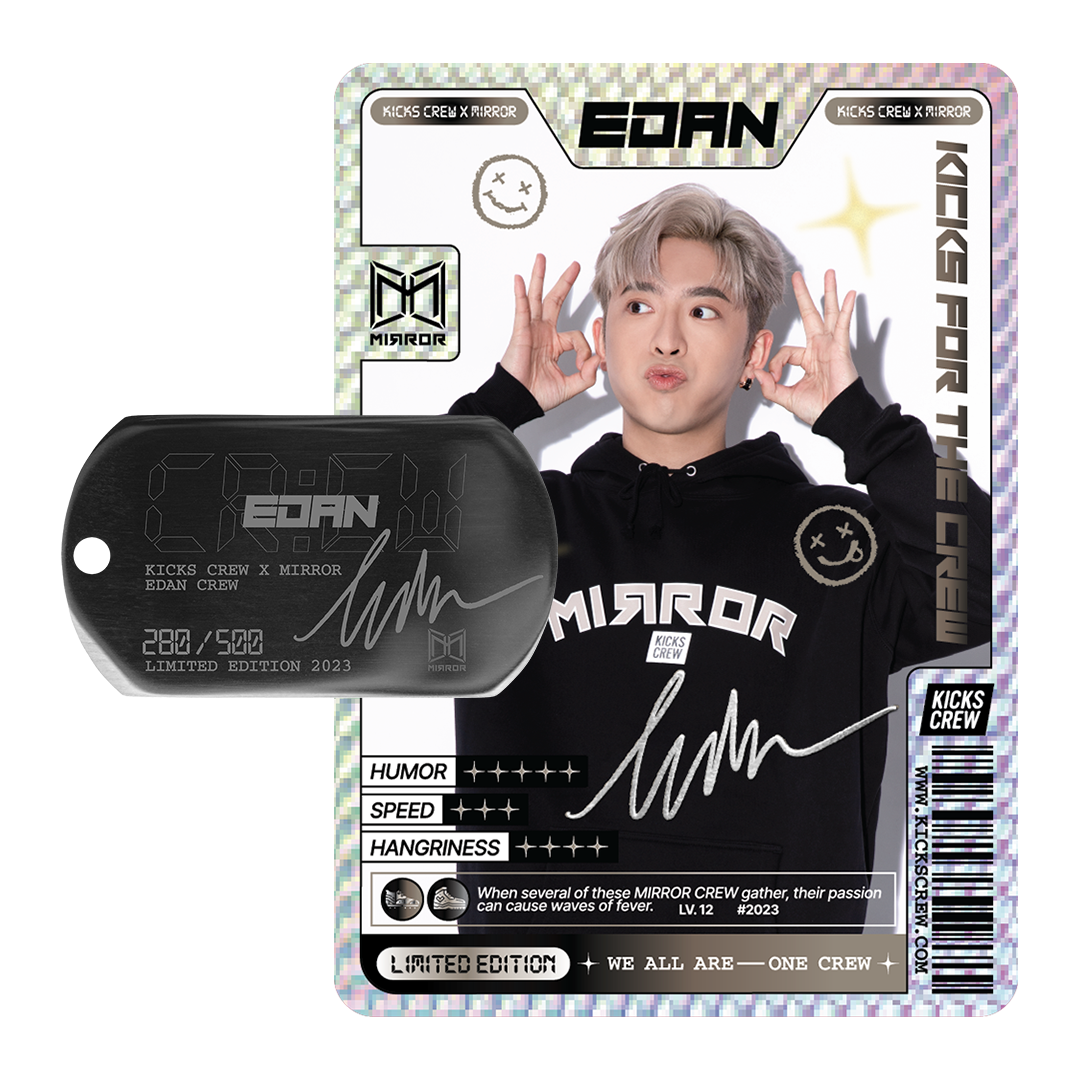 KICKS CREW X MIRROR
EDAN
KICKS CREW X MIRROR
KICKS FOR THE CREW
MIRROR
CR:EW
EDAN
KICKS CREW X MIRROR
EDAN CREW
280/500
LIMITED EDITION 2023
MIRROR
MIRROR
KICKS
CREW
KICKS
CREW
WWW.KICKSCREW.COM
HUMOR
SPEED
HANGRINESS
When several of these MIRROR CREW gather, their passion
can cause waves of fever. LV. 12 #2023
LIMITED EDITION
WE ALL ARE — ONE CREW